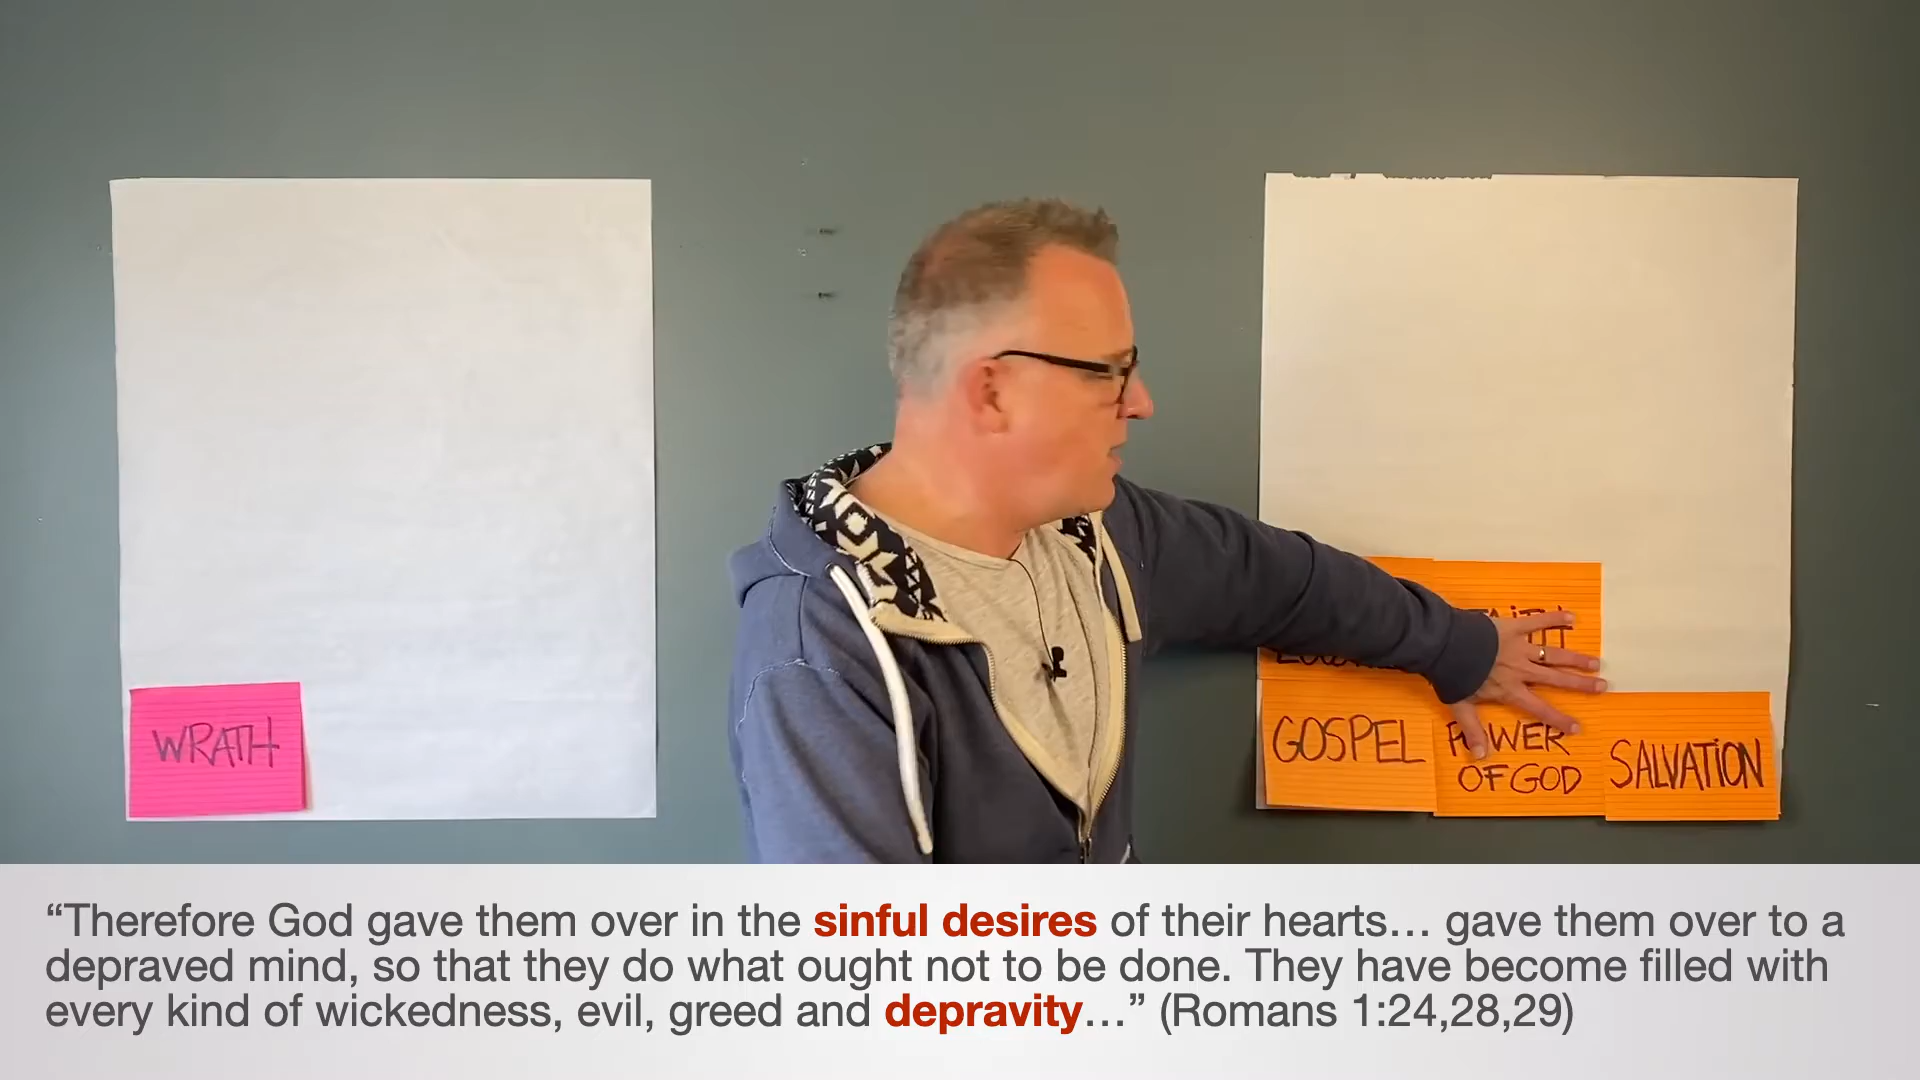 WRATH
GOSPEL
POWER
OF GOD
SALVATION
“Therefore God gave them over in the sinful desires of their hearts… gave them over to a
depraved mind, so that they do what ought not to be done. They have become filled with
every kind of wickedness, evil, greed and depravity…” (Romans 1:24,28,29)